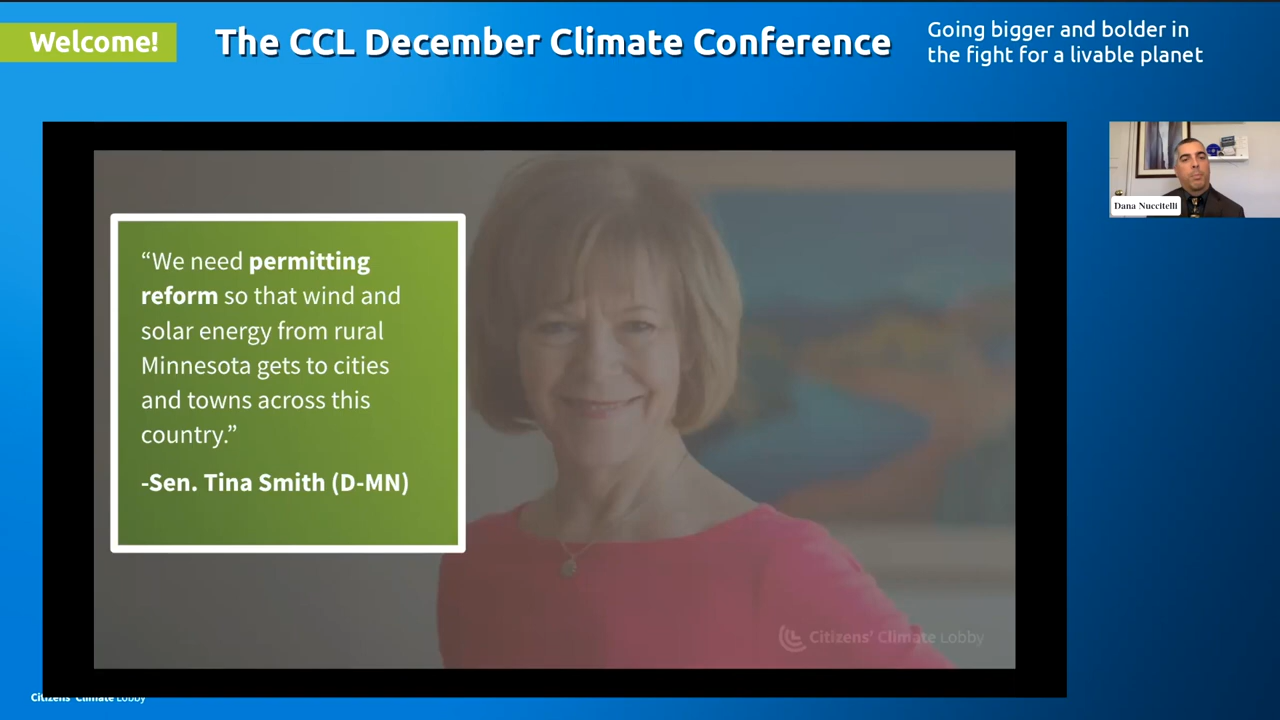 Welcome!
The CCL December Climate Conference
Going bigger and bolder in
the fight for a livable planet
“We need permitting
reform so that wind and
solar energy from rural
Minnesota gets to cities
and towns across this
country.”
-Sen. Tina Smith (D-MN)
Dana Nuccitelli
Citizens’ Climate Lobby
Citizens’ Climate Lobby